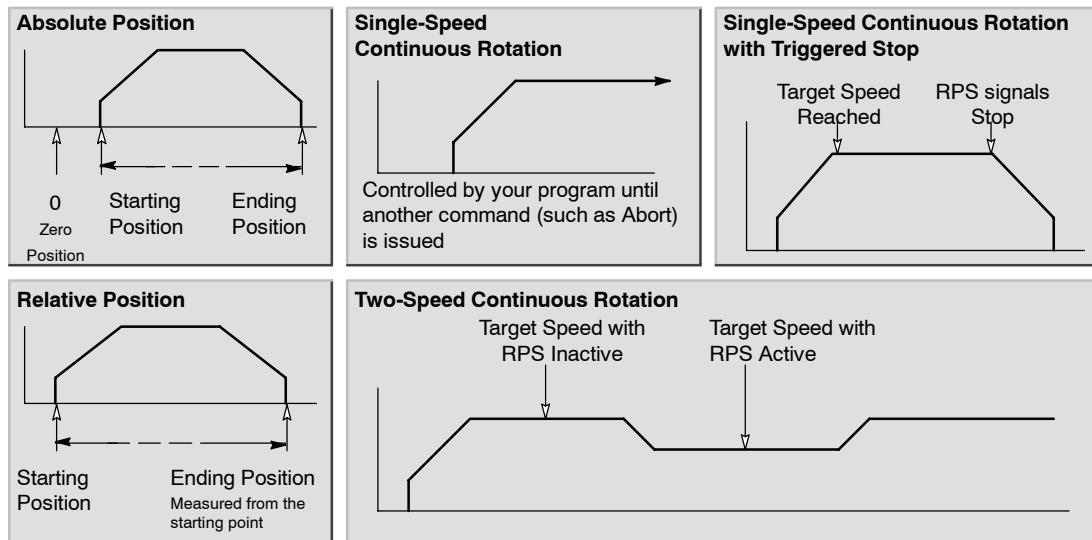 Absolute Position
0
Zero
Position
Starting
Position
Ending
Position
Single-Speed
Continuous Rotation
Controlled by your program until
another command (such as Abort)
is issued
Single-Speed Continuous Rotation
with Triggered Stop
Target Speed
Reached
RPS signals
Stop
Relative Position
Starting
Position
Ending Position
Measured from the
starting point
Two-Speed Continuous Rotation
Target Speed with
RPS Inactive
Target Speed with
RPS Active